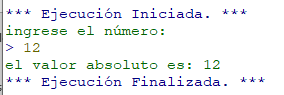 *** Ejecución Iniciada. ***
ingrese el número:
> 12
el valor absoluto es: 12
*** Ejecución Finalizada. ***